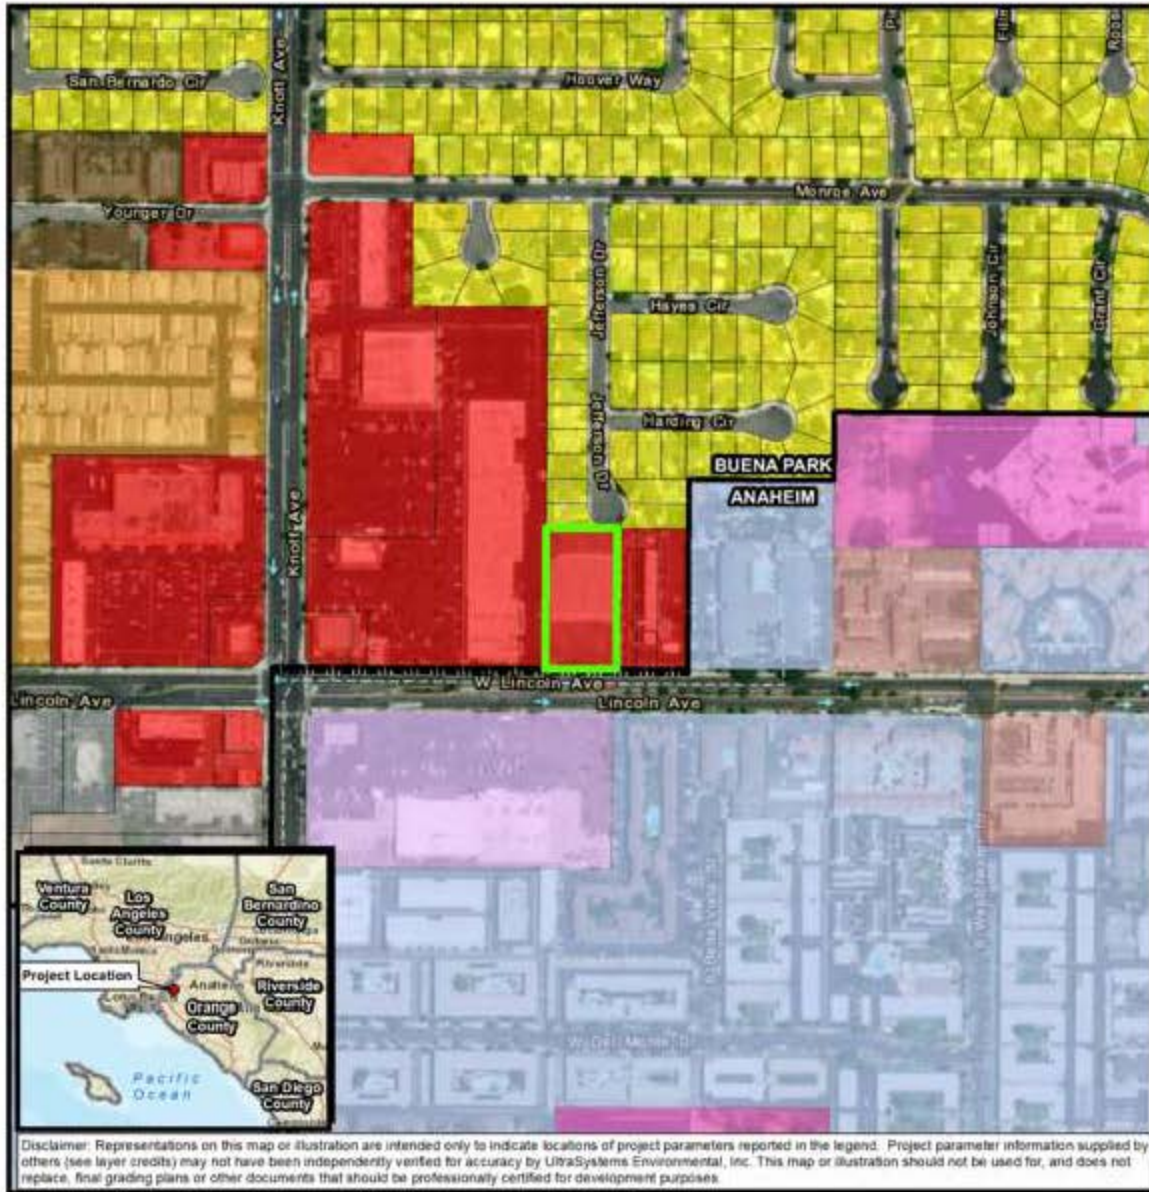 Pl
Filln
Roos
Knott Ave
San Bernardo Cir
Hoover Way
Monroe Ave
Younger Dr
Jefferson Dr
Hayes Cir
Johnson Cir
Grant Cir
Jefferson Dr
Harding Cir
BUENA PARK
ANAHEIM
Knott Ave
W Lincoln Ave
Lincoln Ave
Lincoln Ave
W Del Monte Dr
Santa Clarita
Ventura
County
Los
Angeles
County
San
Bernardino
County
Riverside
Project Location
Riverside
County
Orange
County
San Diego
County
Pacific
Ocean
Disclaimer: Representations on this map or illustration are intended only to indicate locations of project parameters reported in the legend. Project parameter information supplied by
others (see layer credits) may not have been independently verified for accuracy by UltraSystems Environmental, Inc. This map or illustration should not be used for, and does not
replace, final grading plans or other documents that should be professionally certified for development purposes.